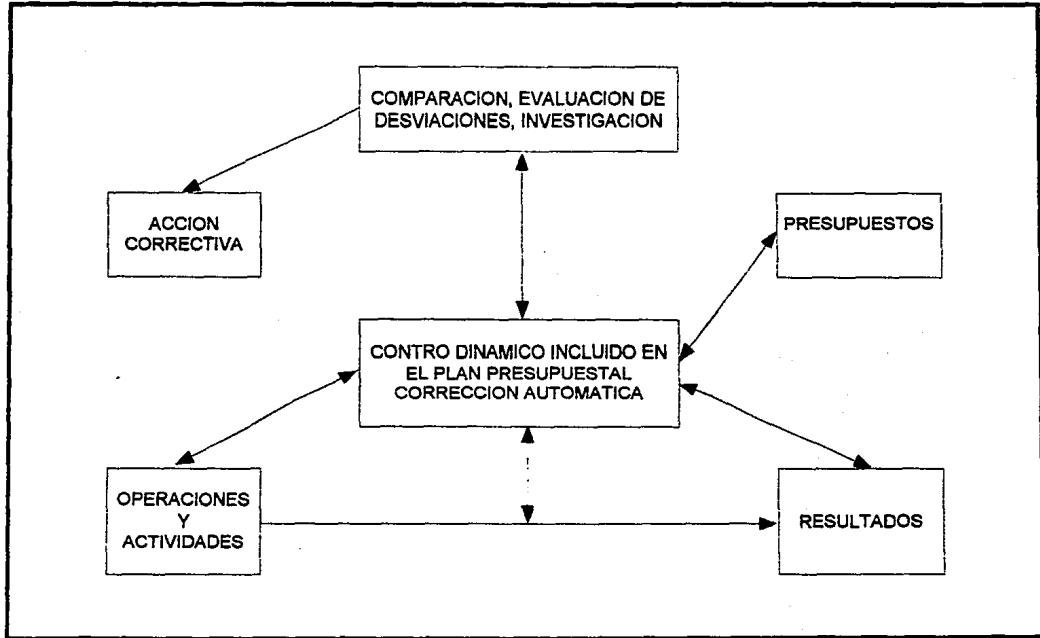 COMPARACION, EVALUACION DE
DESVIACIONES, INVESTIGACION
ACCION
CORRECTIVA
PRESUPUESTOS
CONTRO DINAMICO INCLUIDO EN
EL PLAN PRESUPUESTAL
CORRECCION AUTOMATICA
OPERACIONES
Y
ACTIVIDADES
RESULTADOS